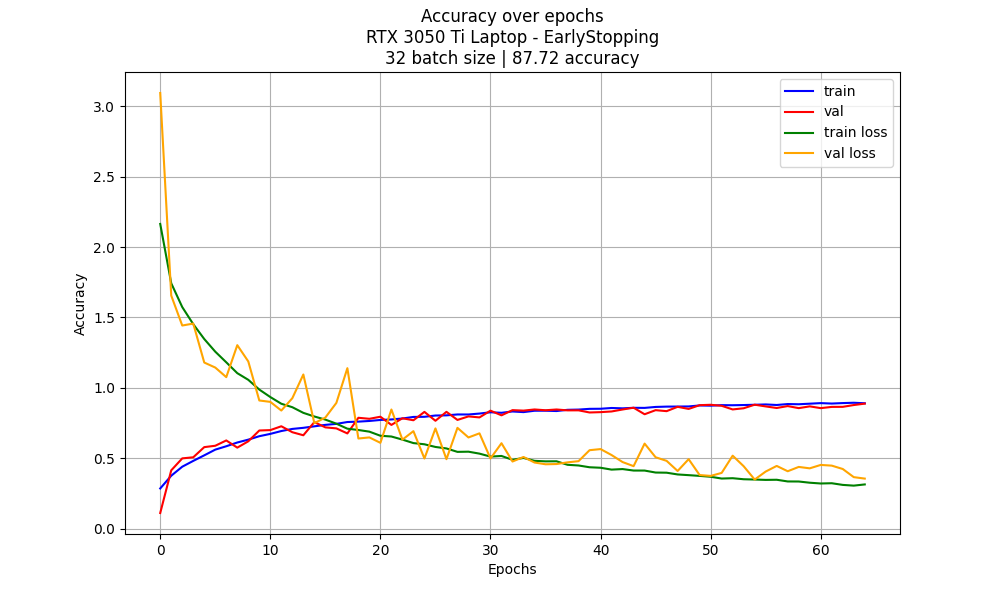 Accuracy over epochs
RTX 3050 Ti Laptop - EarlyStopping
32 batch size | 87.72 accuracy
train
val
train loss
val loss
Accuracy
3.0
2.5
2.0
1.5
1.0
0.5
0.0
0 10 20 30 40 50 60
Epochs